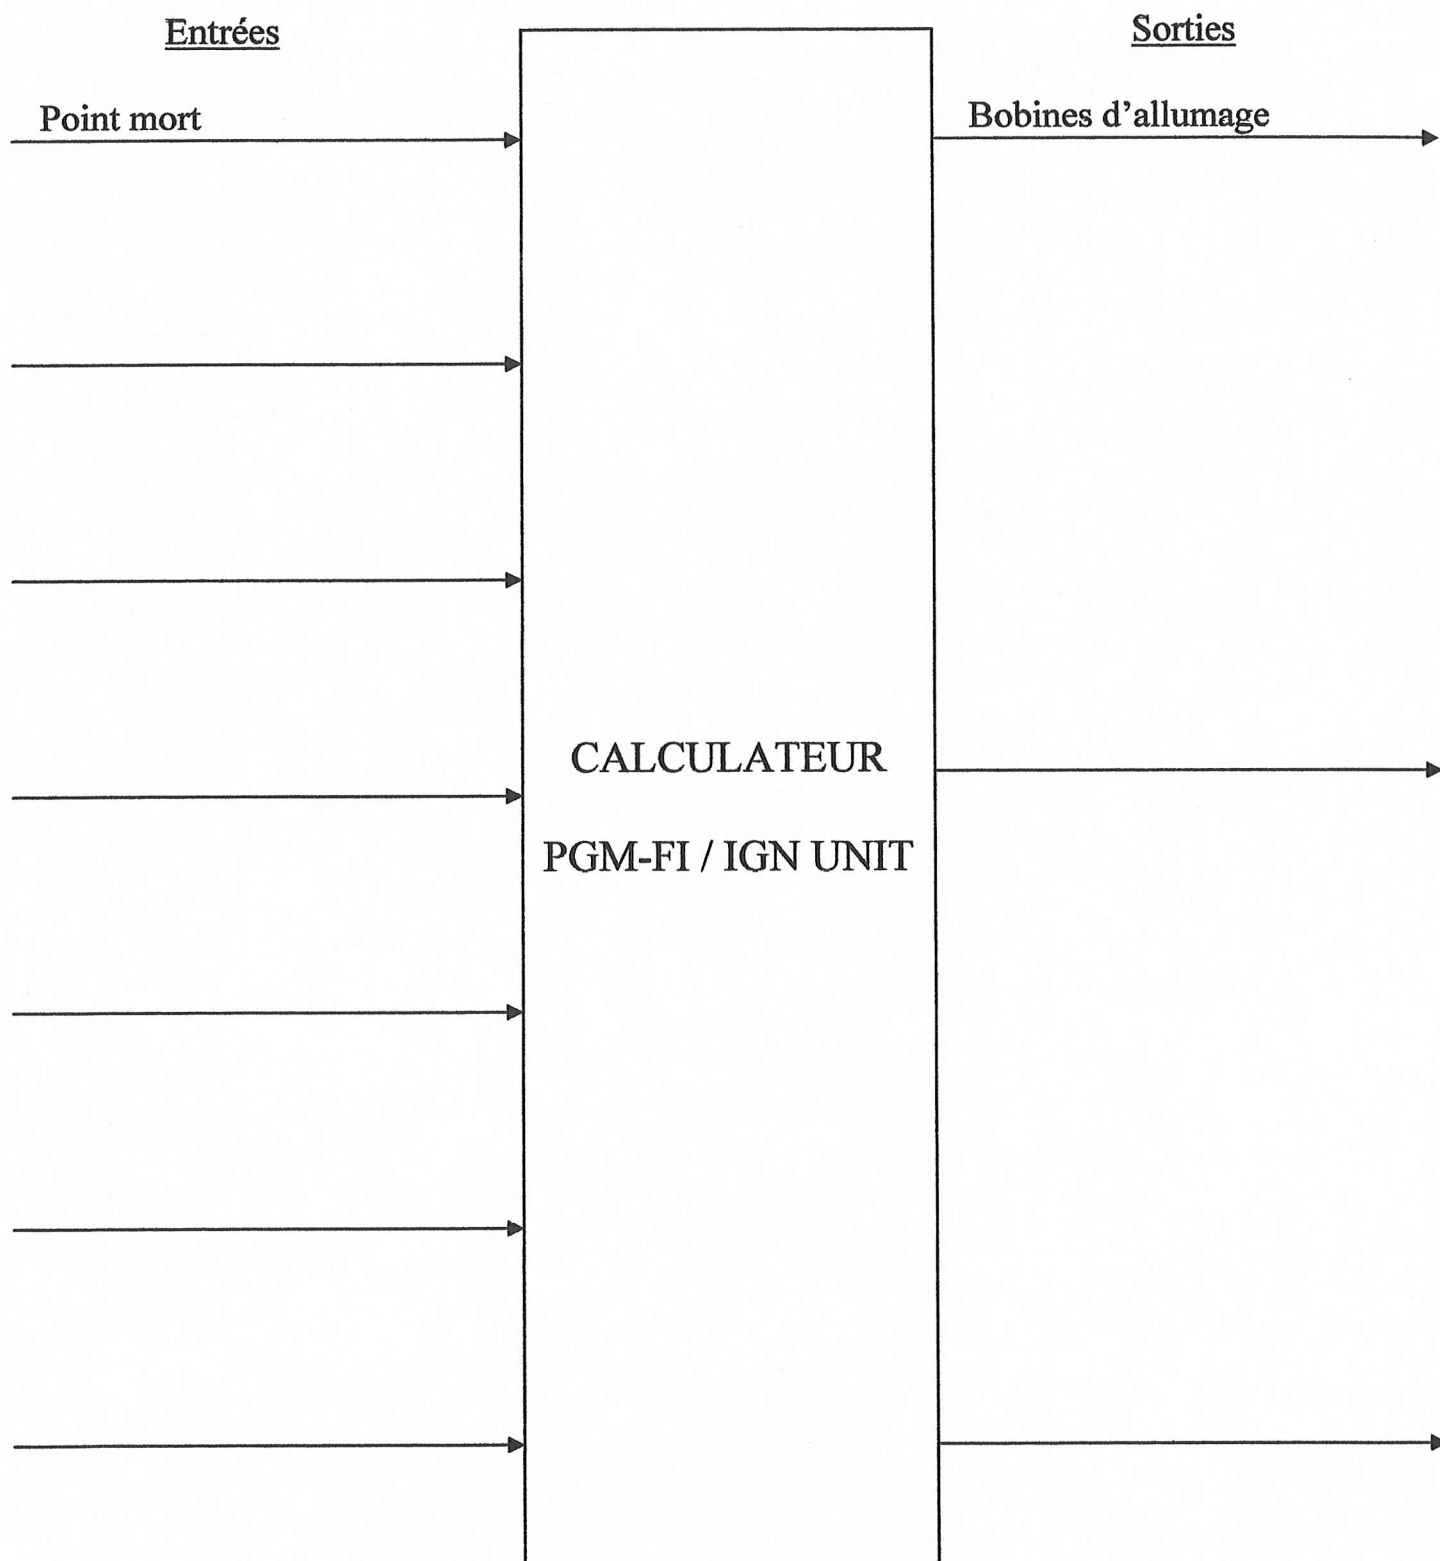 Entrées
Sorties
Point mort
Bobines d'allumage
CALCULATEUR
PGM-FI / IGN UNIT